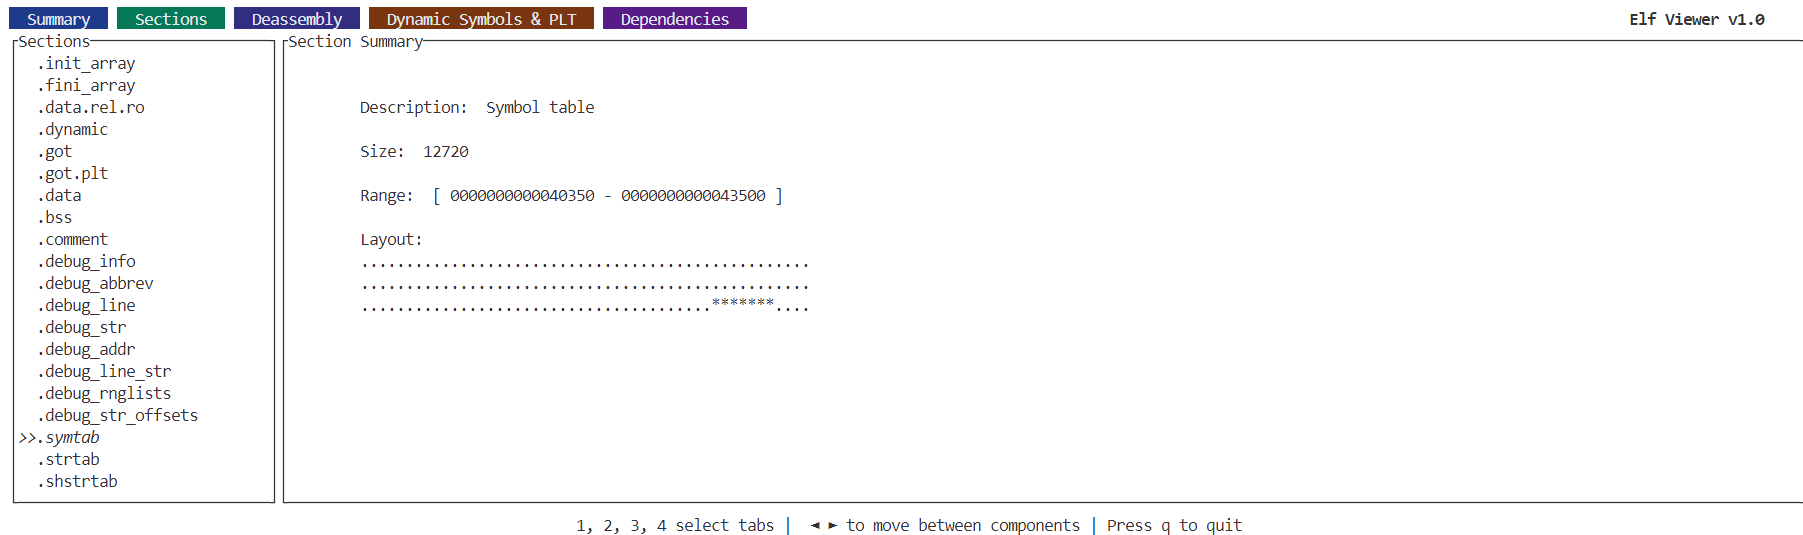 Summary Sections Deassembly Dynamic Symbols & PLT Dependencies Elf Viewer v1.0
Sections
.init_array
.fini_array
.data.rel.ro
.dynamic
.got
.got.plt
.data
.bss
.comment
.debug_info
.debug_abbrev
.debug_line
.debug_str
.debug_addr
.debug_line_str
.debug_rnglists
.debug_str_offsets
>>.symtab
.strtab
.shstrtab
Section Summary
Description: Symbol table
Size: 12720
Range: [ 0000000000040350 - 0000000000043500 ]
Layout:
..................................................
..................................................
.......................................*******....
1, 2, 3, 4 select tabs | ◄ ► to move between components | Press q to quit